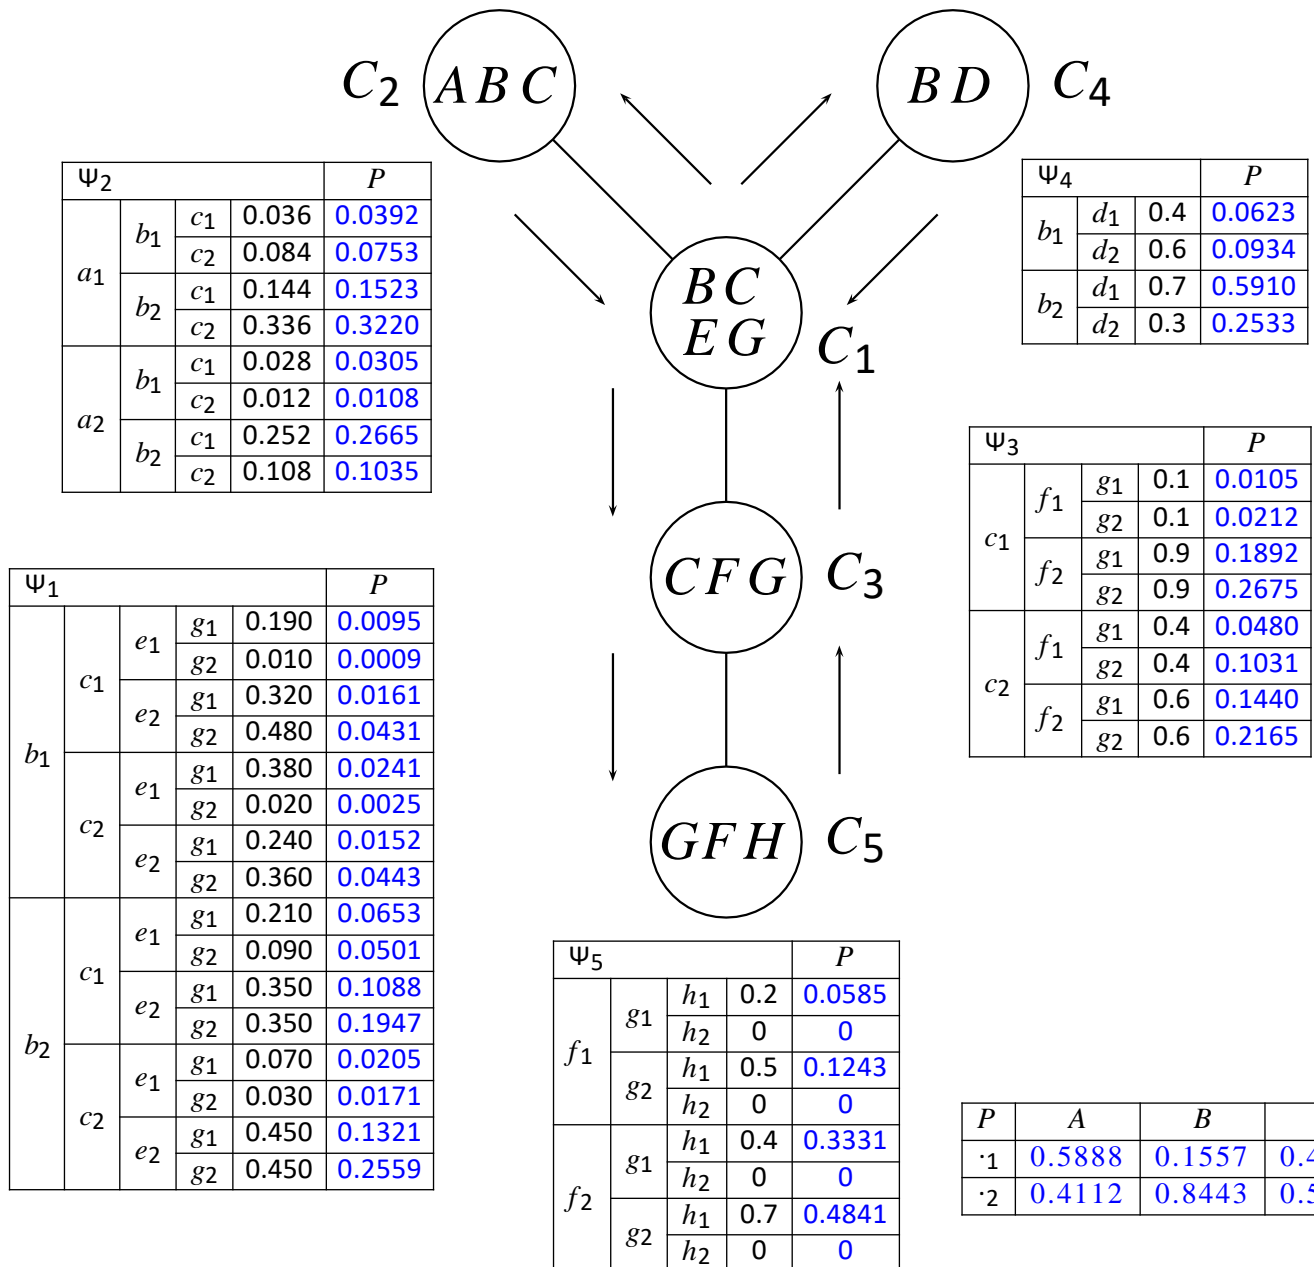 C2 ABC
BD C4
Ψ2 P
a1 b1 c1 0.036 0.0392
c2 0.084 0.0753
b2 c1 0.144 0.1523
c2 0.336 0.3220
a2 b1 c1 0.028 0.0305
c2 0.012 0.0108
b2 c1 0.252 0.2665
c2 0.108 0.1035
Ψ4 P
b1 d1 0.4 0.0623
d2 0.6 0.0934
b2 d1 0.7 0.5910
d2 0.3 0.2533
BC
EG C1
Ψ3 P
c1 f1 g1 0.1 0.0105
g2 0.1 0.0212
f2 g1 0.9 0.1892
g2 0.9 0.2675
c2 f1 g1 0.4 0.0480
g2 0.4 0.1031
f2 g1 0.6 0.1440
g2 0.6 0.2165
CFG C3
Ψ1 P
b1 c1 e1 g1 0.190 0.0095
g2 0.010 0.0009
e2 g1 0.320 0.0161
g2 0.480 0.0431
c2 e1 g1 0.380 0.0241
g2 0.020 0.0025
e2 g1 0.240 0.0152
g2 0.360 0.0443
b2 c1 e1 g1 0.210 0.0653
g2 0.090 0.0501
e2 g1 0.350 0.1088
g2 0.350 0.1947
c2 e1 g1 0.070 0.0205
g2 0.030 0.0171
e2 g1 0.450 0.1321
g2 0.450 0.2559
GFH C5
Ψ5 P
f1 g1 h1 0.2 0.0585
h2 0 0
g2 h1 0.5 0.1243
h2 0 0
f2 g1 h1 0.4 0.3331
h2 0 0
g2 h1 0.7 0.4841
h2 0 0
P A B
·1 0.5888 0.1557
·2 0.4112 0.8443